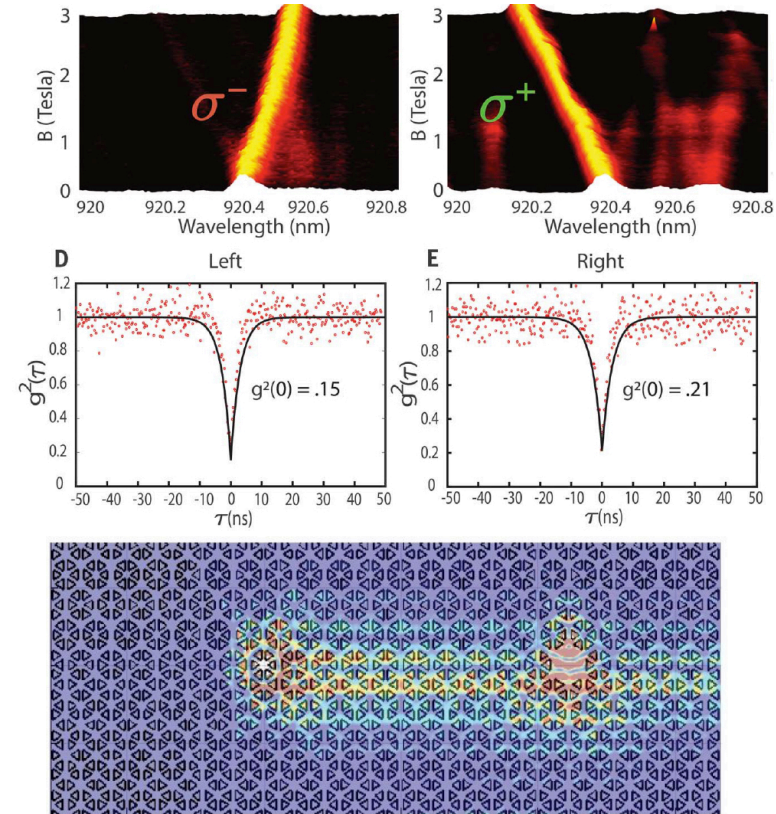 3
2
1
0
B (Tesla)
σ−
920 920.2 920.4 920.6 920.8
Wavelength (nm)
3
2
1
0
B (Tesla)
σ+
920 920.2 920.4 920.6 920.8
Wavelength (nm)
D Left
1.2
1
0.8
0.6
0.4
0.2
0
g²(τ)
g²(0) = .15
-50 -40 -30 -20 -10 0 10 20 30 40 50
τ(ns)
E Right
1.2
1
0.8
0.6
0.4
0.2
0
g²(τ)
g²(0) = .21
-50 -40 -30 -20 -10 0 10 20 30 40 50
τ(ns)